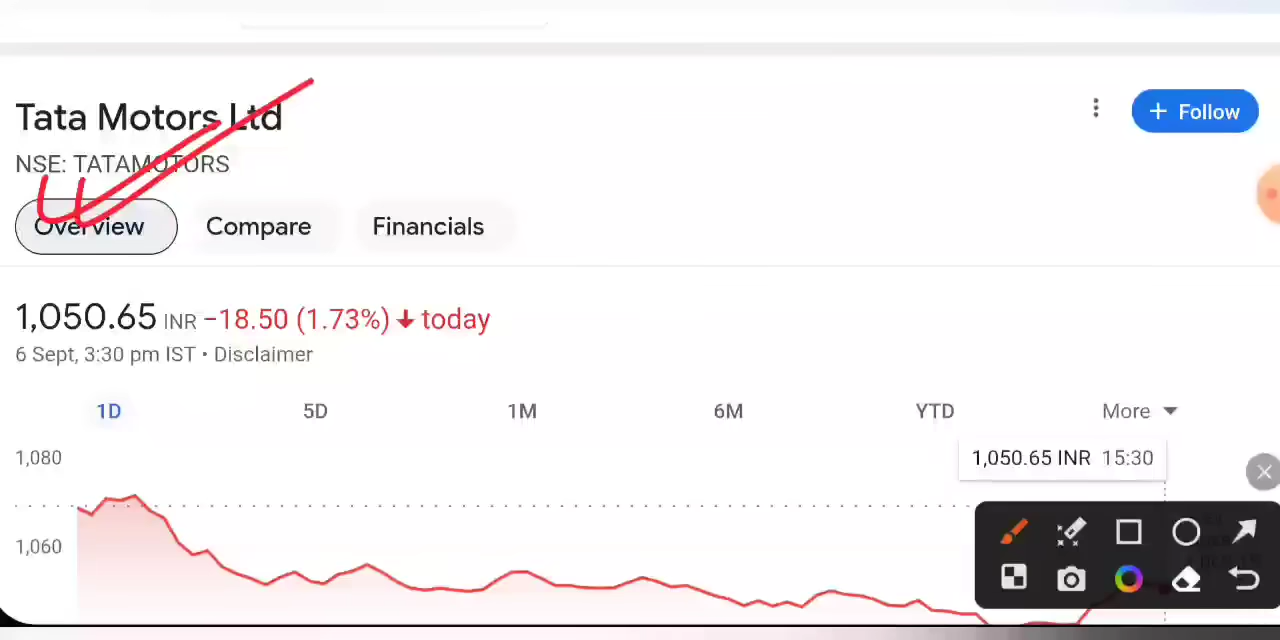 Tata Motors Ltd
+ Follow
NSE: TATAMOTORS
Overview Compare Financials
1,050.65 INR −18.50 (1.73%) ↓ today
6 Sept, 3:30 pm IST • Disclaimer
1D 5D 1M 6M YTD More
1,080
1,050.65 INR 15:30
1,060